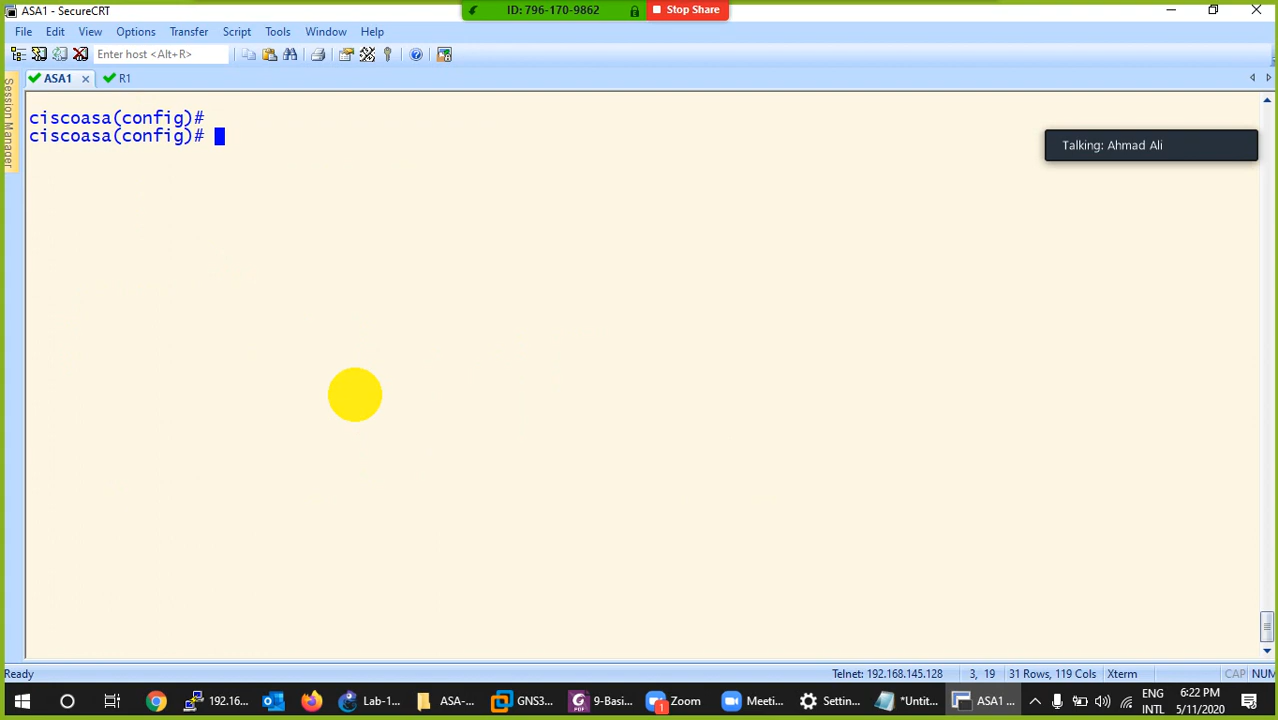 ASA1 - SecureCRT
ID: 796-170-9862
Stop Share
File Edit View Options Transfer Script Tools Window Help
Enter host <Alt+R>
Session Manager
ASA1
R1
ciscoasa(config)#
ciscoasa(config)#
Talking: Ahmad Ali
Ready
Telnet: 192.168.145.128
3, 19
31 Rows, 119 Cols
Xterm
CAP
NUM
192.16...
Lab-1...
ASA-...
GNS3...
9-Basi...
1
Zoom
Meeti...
Settin...
*Untit...
ASA1 ...
ENG
INTL
6:22 PM
5/11/2020